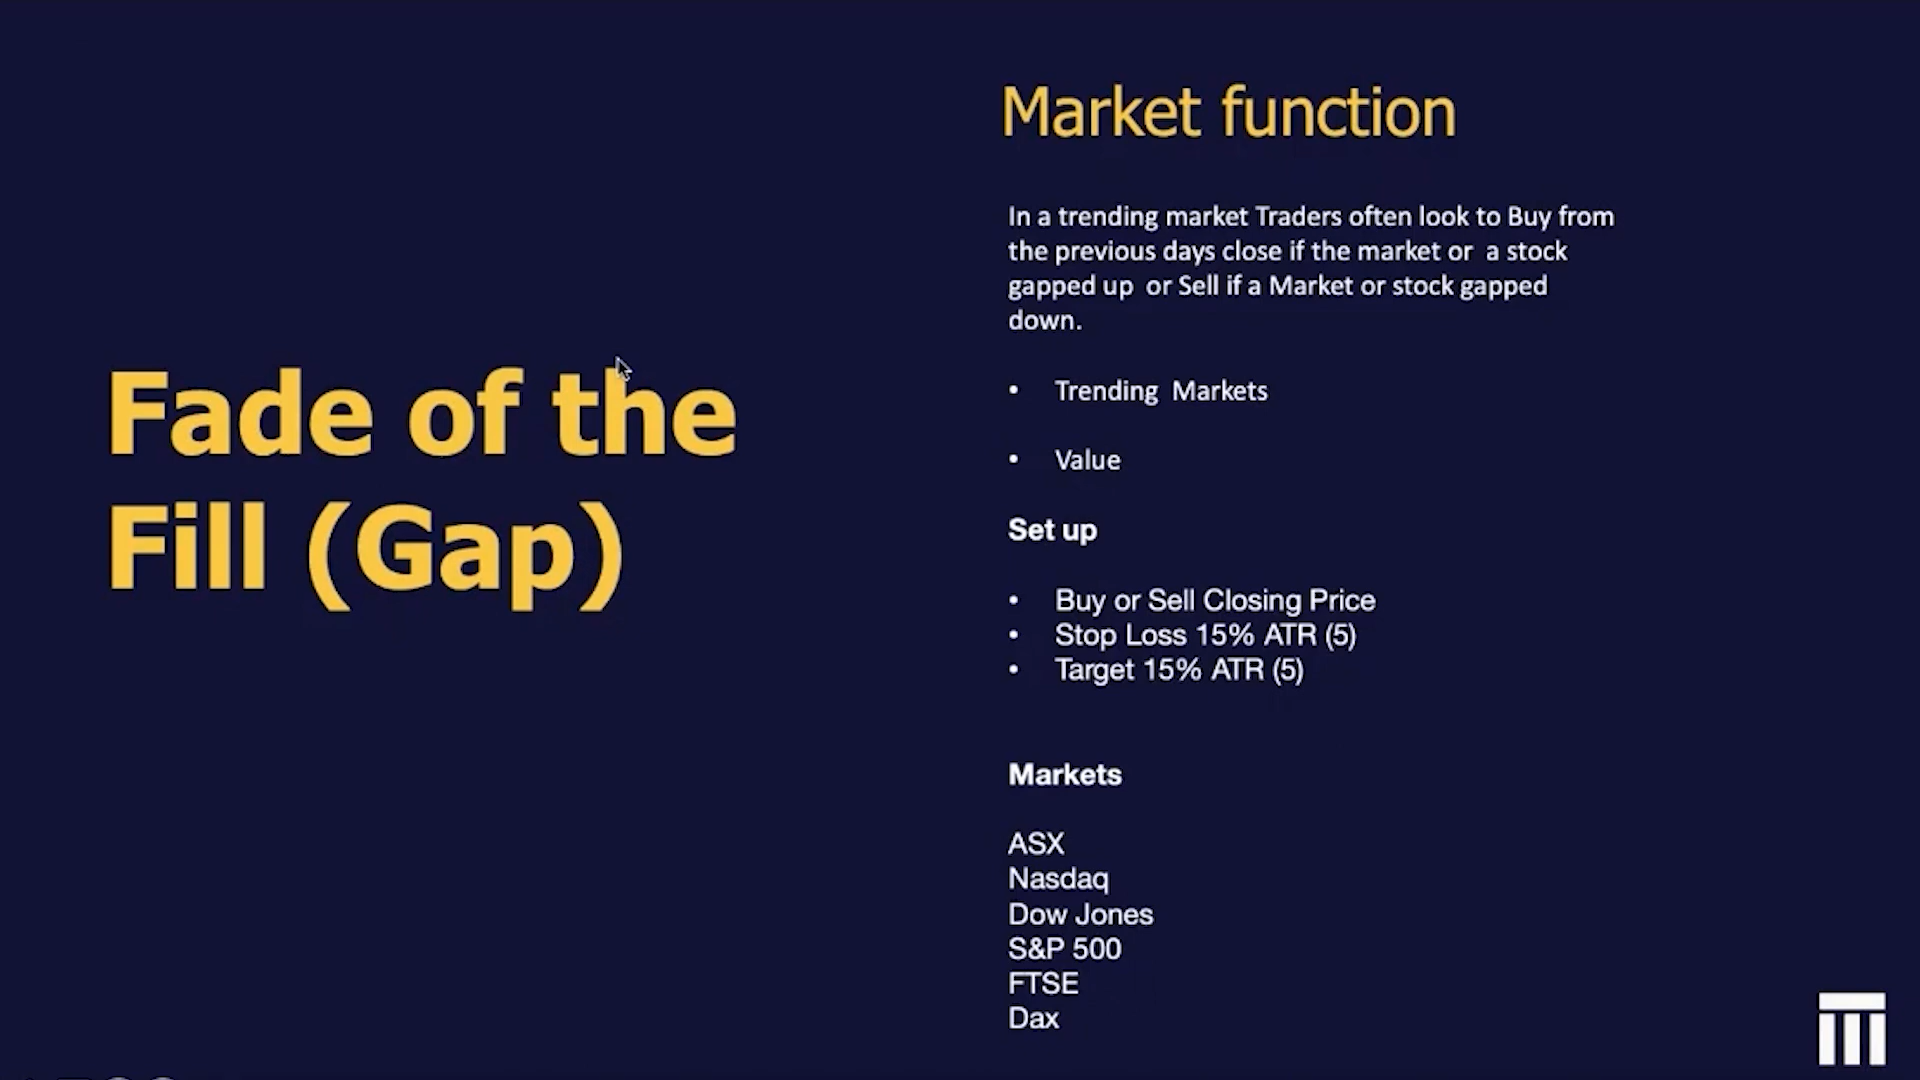 Fade of the
Fill (Gap)
Market function
In a trending market Traders often look to Buy from
the previous days close if the market or  a stock
gapped up  or Sell if a Market or stock gapped
down.
• Trending  Markets
• Value
Set up
• Buy or Sell Closing Price
• Stop Loss 15% ATR (5)
• Target 15% ATR (5)
Markets
ASX
Nasdaq
Dow Jones
S&P 500
FTSE
Dax